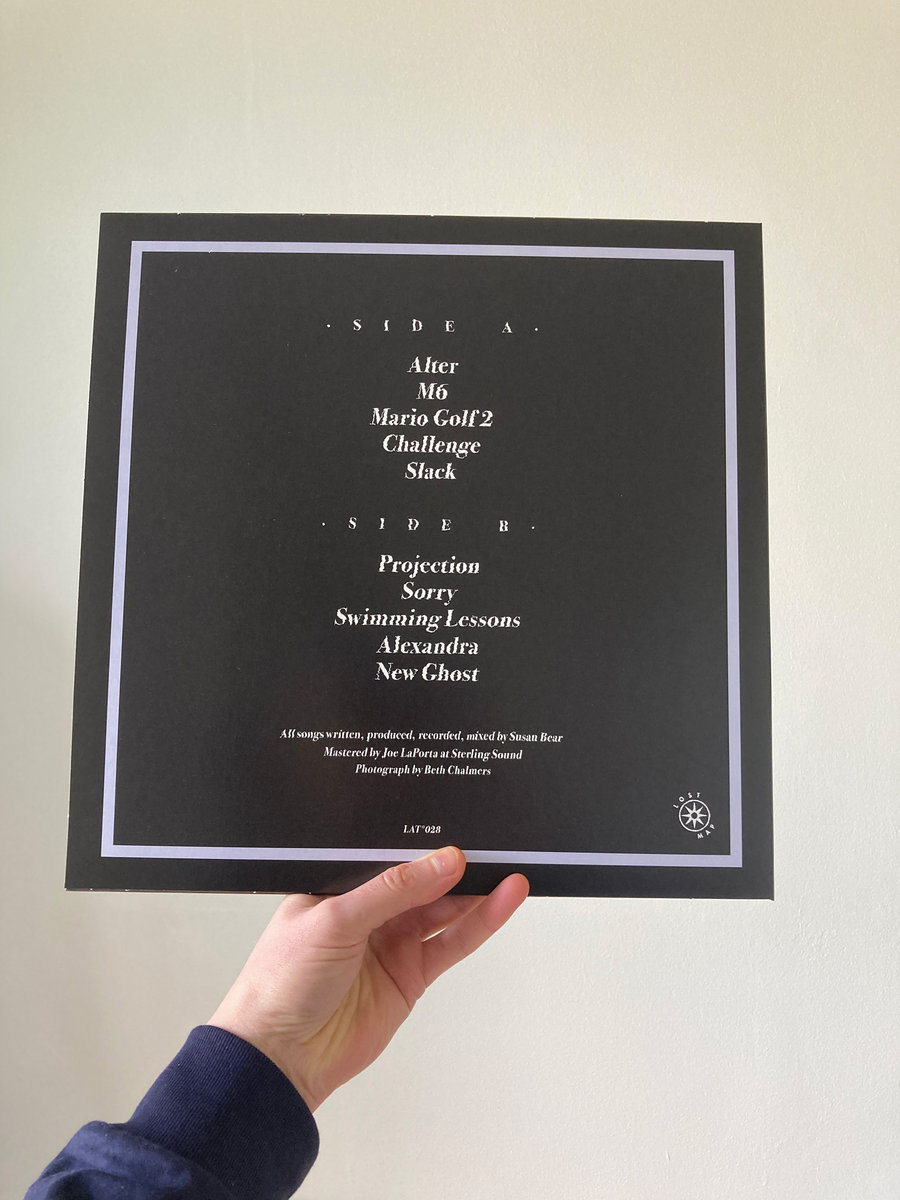 · SIDE A ·
Alter
M6
Mario Golf 2
Challenge
Slack
· SIDE B ·
Projection
Sorry
Swimming Lessons
Alexandra
New Ghost
All songs written, produced, recorded, mixed by Susan Bear
Mastered by Joe LaPorta at Sterling Sound
Photograph by Beth Chalmers
LAT°028
LOST
MAP